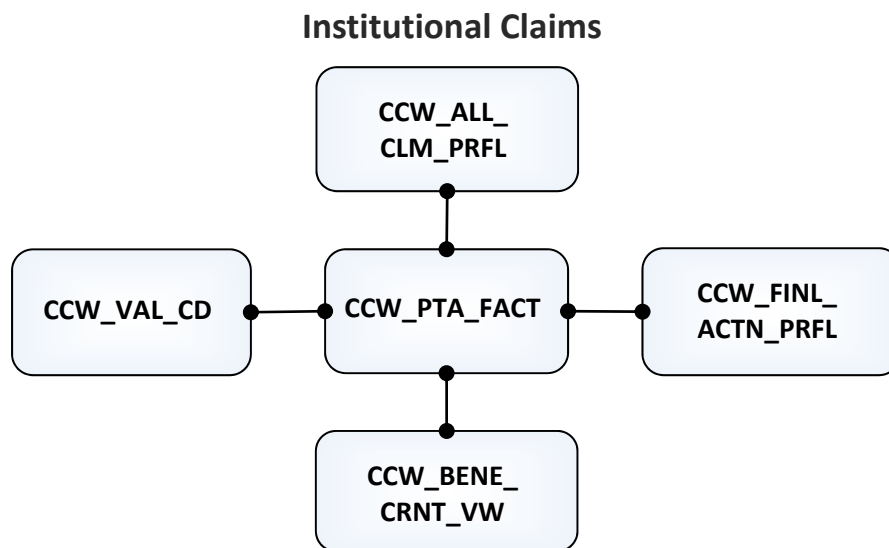 Institutional Claims
CCW_ALL_
CLM_PRFL
CCW_VAL_CD
CCW_PTA_FACT
CCW_FINL_
ACTN_PRFL
CCW_BENE_
CRNT_VW